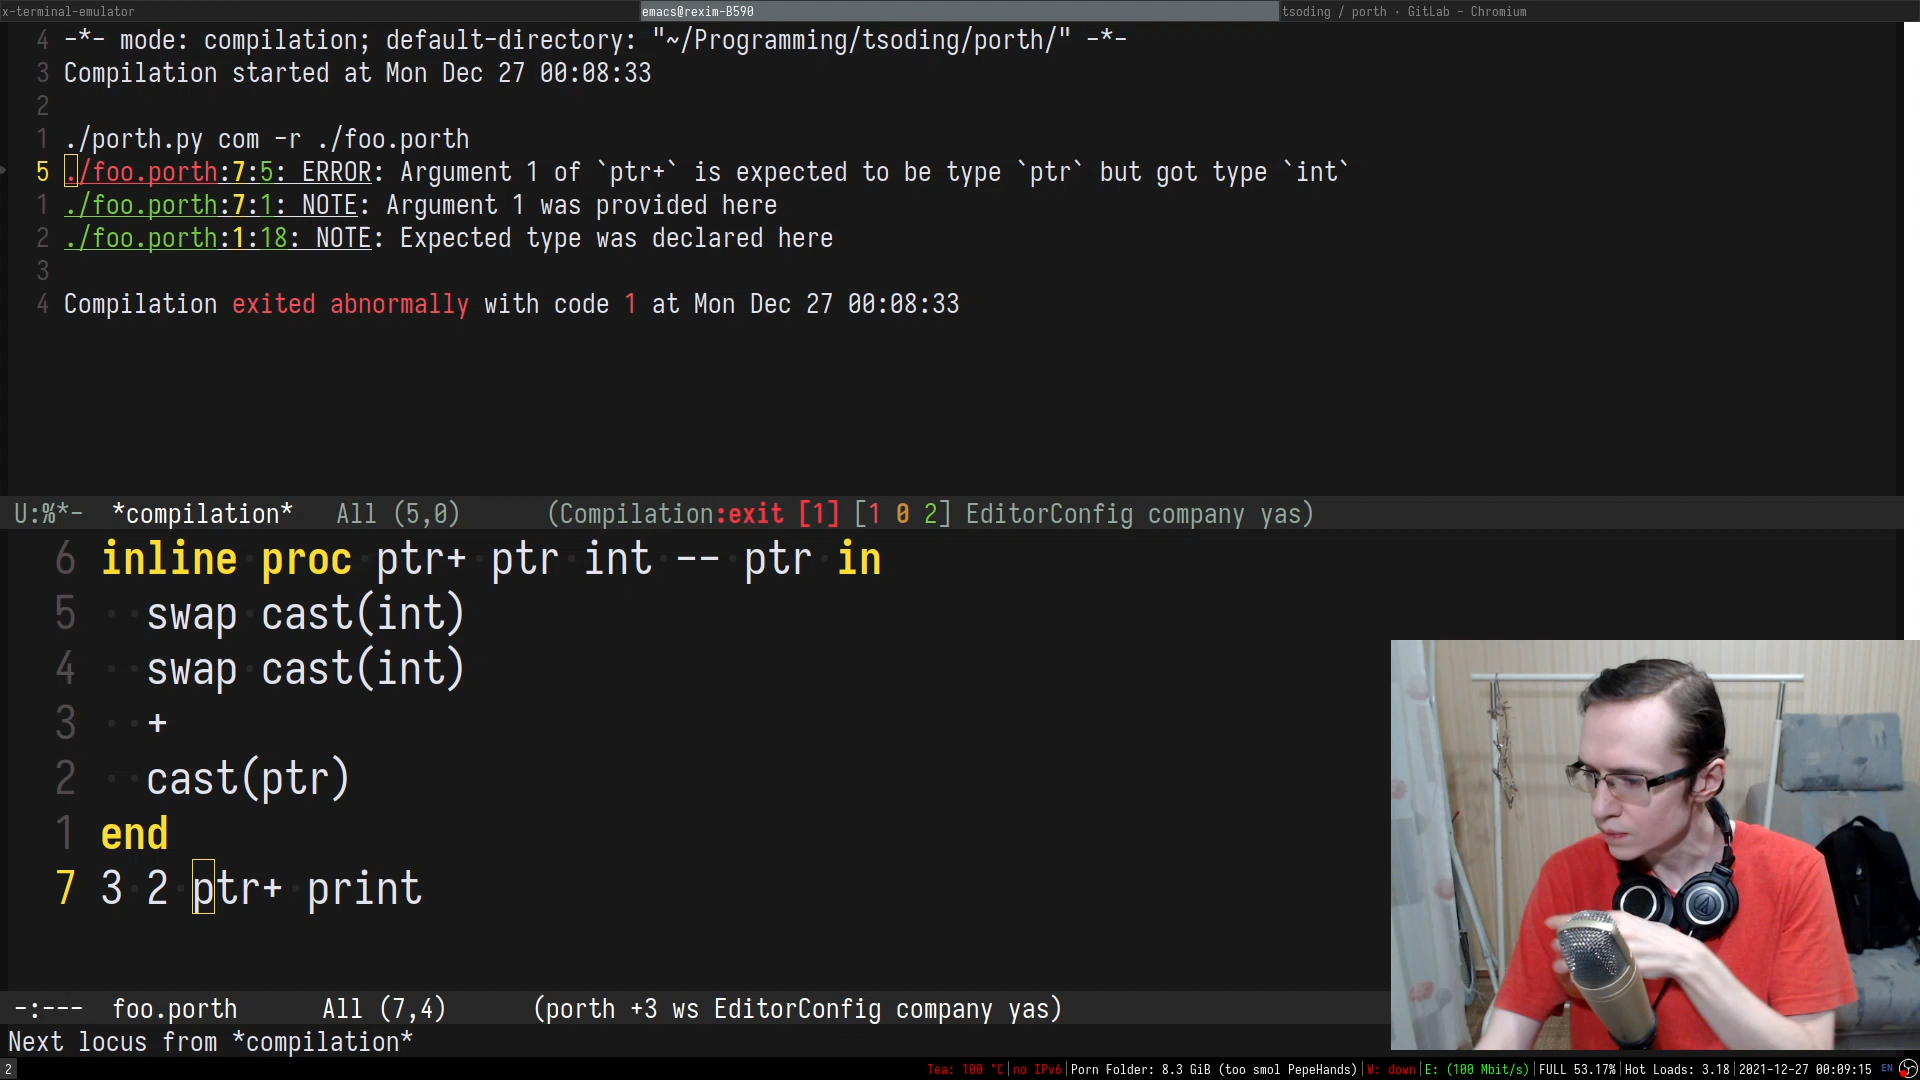 x-terminal-emulator
emacs@rexim-B590
tsoding / porth · GitLab - Chromium
4 -*- mode: compilation; default-directory: "~/Programming/tsoding/porth/" -*-
3 Compilation started at Mon Dec 27 00:08:33
2
1 ./porth.py com -r ./foo.porth
5 ./foo.porth:7:5: ERROR: Argument 1 of `ptr+` is expected to be type `ptr` but got type `int`
1 ./foo.porth:7:1: NOTE: Argument 1 was provided here
2 ./foo.porth:1:18: NOTE: Expected type was declared here
3
4 Compilation exited abnormally with code 1 at Mon Dec 27 00:08:33
U:%*- *compilation* All (5,0) (Compilation:exit [1] [1 0 2] EditorConfig company yas)
6 inline proc ptr+ ptr int -- ptr in
5 swap cast(int)
4 swap cast(int)
3 +
2 cast(ptr)
1 end
7 3 2 ptr+ print
-:--- foo.porth All (7,4) (porth +3 ws EditorConfig company yas)
Next locus from *compilation*
2
Tea: 100 °C|no IPv6|Porn Folder: 8.3 GiB (too smol PepeHands)|W: down|E: (100 Mbit/s)|FULL 53.17%|Hot Loads: 3.18|2021-12-27 00:09:15 EN